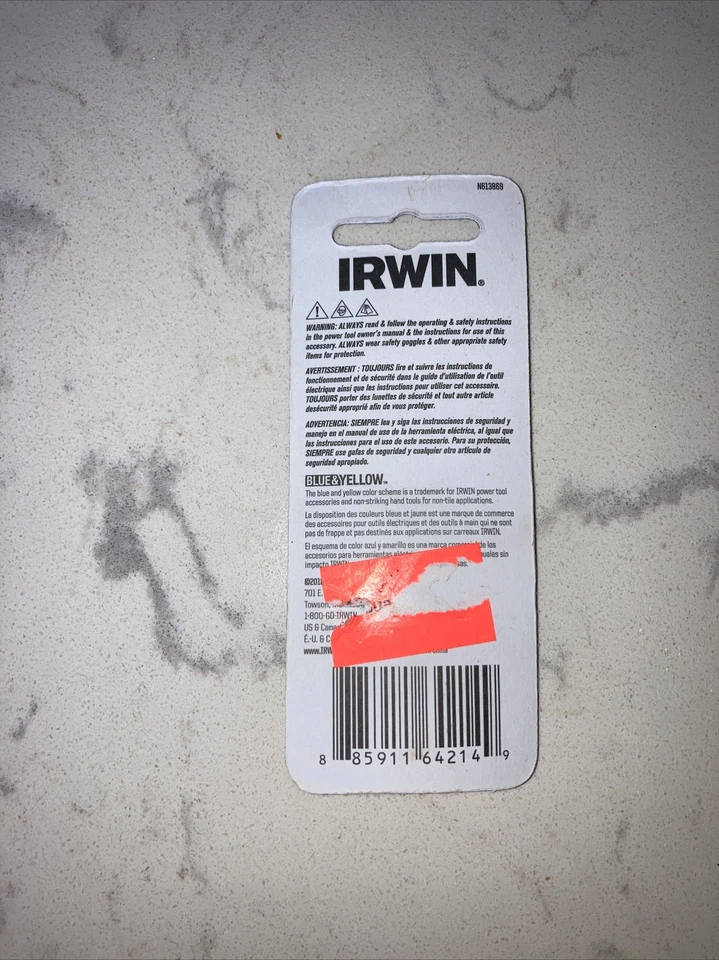 N613869
IRWIN®
WARNING: ALWAYS read & follow the operating & safety instructions
in the power tool owner's manual & the instructions for use of this
accessory. ALWAYS wear safety goggles & other appropriate safety
items for protection.
AVERTISSEMENT : TOUJOURS lire et suivre les instructions de
fonctionnement et de sécurité dans le guide d'utilisation de l'outil
électrique ainsi que les instructions pour utiliser cet accessoire.
TOUJOURS porter des lunettes de sécurité et tout autre article
desécurité approprié afin de vous protéger.
ADVERTENCIA: SIEMPRE lea y siga las instrucciones de seguridad y
manejo en el manual de uso de la herramienta eléctrica, al igual que
las instrucciones para el uso de este accesorio. Para su protección,
SIEMPRE use gafas de seguridad y cualquier otro artículo de
seguridad apropiado.
BLUE&YELLOW™
The blue and yellow color scheme is a trademark for IRWIN power tool
accessories and non-striking hand tools for non-tile applications.
La disposition des couleurs bleue et jaune est une marque de commerce
des accessoires pour outils électriques et des outils à main qui ne sont
pas de frappe et pas destinés aux applications sur carreaux IRWIN.
El esquema de color azul y amarillo es una marca de los
accesorios para herramientas sin
impacto IRWIN
701 E.
Towson,
1-800-GO-IRWIN
US &
É.-U. &
8 85911 64214 9